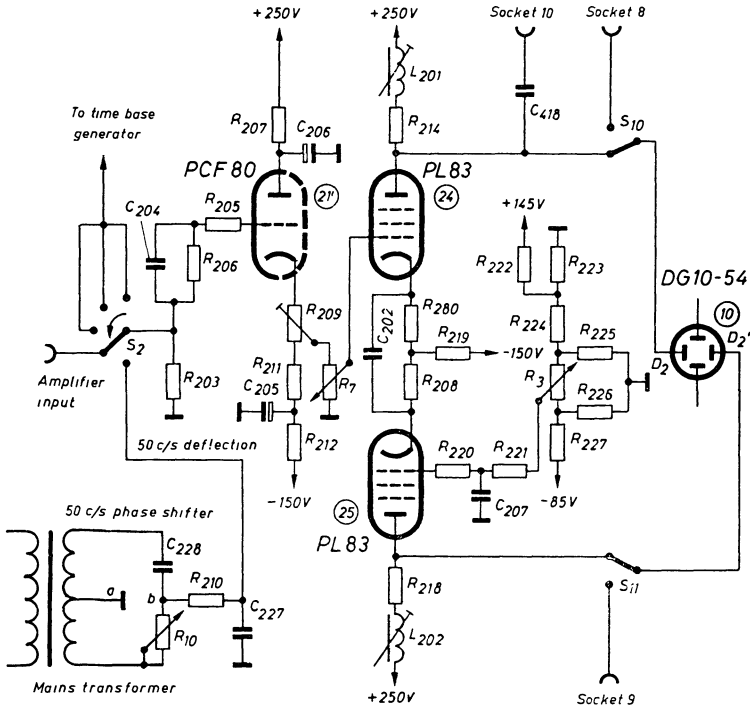 +250V
+250V
Socket 10
Socket 8
L201
C418
To time base
generator
R207
C206
R214
S10
PCF80
PL83
21'
24
+145V
C204
R205
R222
R223
DG10-54
R206
R209
C202
R280
R224
R225
10
R219
D2
D2'
S2
-150V
R211
R7
R208
R3
Amplifier
input
R203
C205
R226
R212
R220
R221
R227
50 c/s deflection
-150V
C207
-85V
50 c/s phase shifter
25
PL83
C228
R210
R218
S11
a
b
C227
R10
L202
Mains transformer
+250V
Socket 9